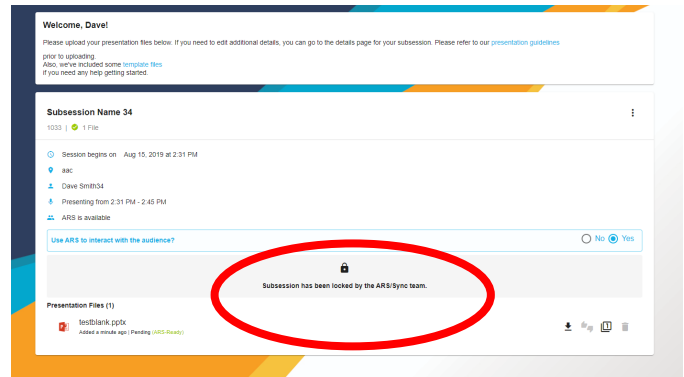 Welcome, Dave!
Please upload your presentation files below. If you need to edit additional details, you can go to the details page for your subsession. Please refer to our presentation guidelines
prior to uploading.
Also, we've included some template files
if you need any help getting started.
Subsession Name 34
1033 | 1 File
Session begins on Aug 15, 2019 at 2:31 PM
aac
Dave Smith34
Presenting from 2:31 PM - 2:45 PM
ARS is available
Use ARS to interact with the audience? No Yes
Subsession has been locked by the ARS/Sync team.
Presentation Files (1)
testblank.pptx
Added a minute ago | Pending (ARS-Ready)
1